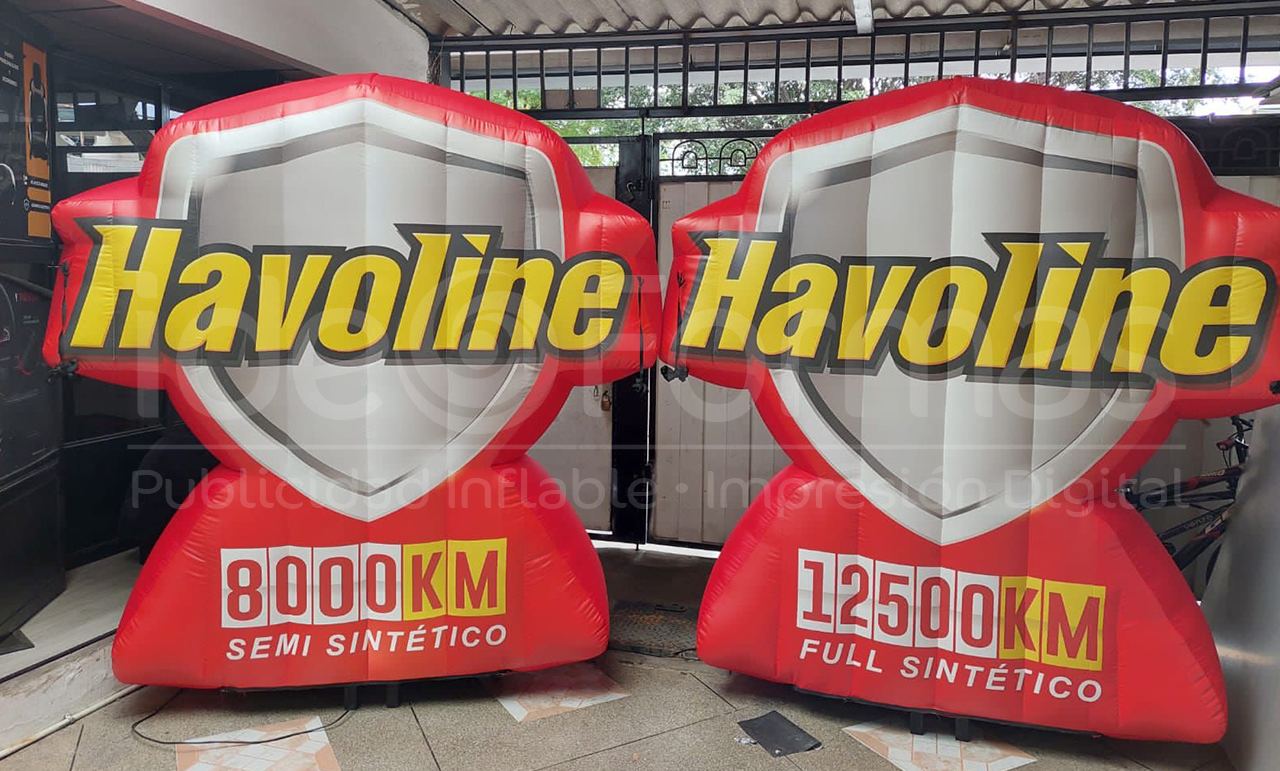 Havoline
8000KM
SEMI SINTÉTICO
Havoline
12500KM
FULL SINTÉTICO
Publicidad Inflable • Impresión Digital